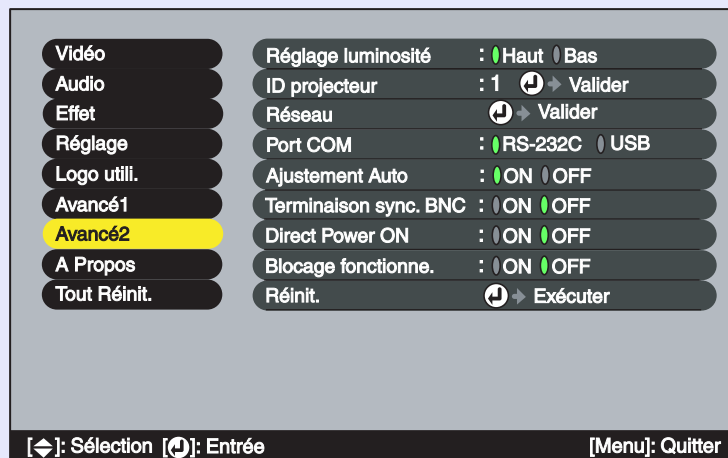 Vidéo
Audio
Effet
Réglage
Logo utili.
Avancé1
Avancé2
A Propos
Tout Réinit.
Réglage luminosité : Haut Bas
ID projecteur : 1 Valider
Réseau Valider
Port COM : RS-232C USB
Ajustement Auto : ON OFF
Terminaison sync. BNC : ON OFF
Direct Power ON : ON OFF
Blocage fonctionne. : ON OFF
Réinit. Exécuter
[ ]: Sélection [ ]: Entrée [Menu]: Quitter